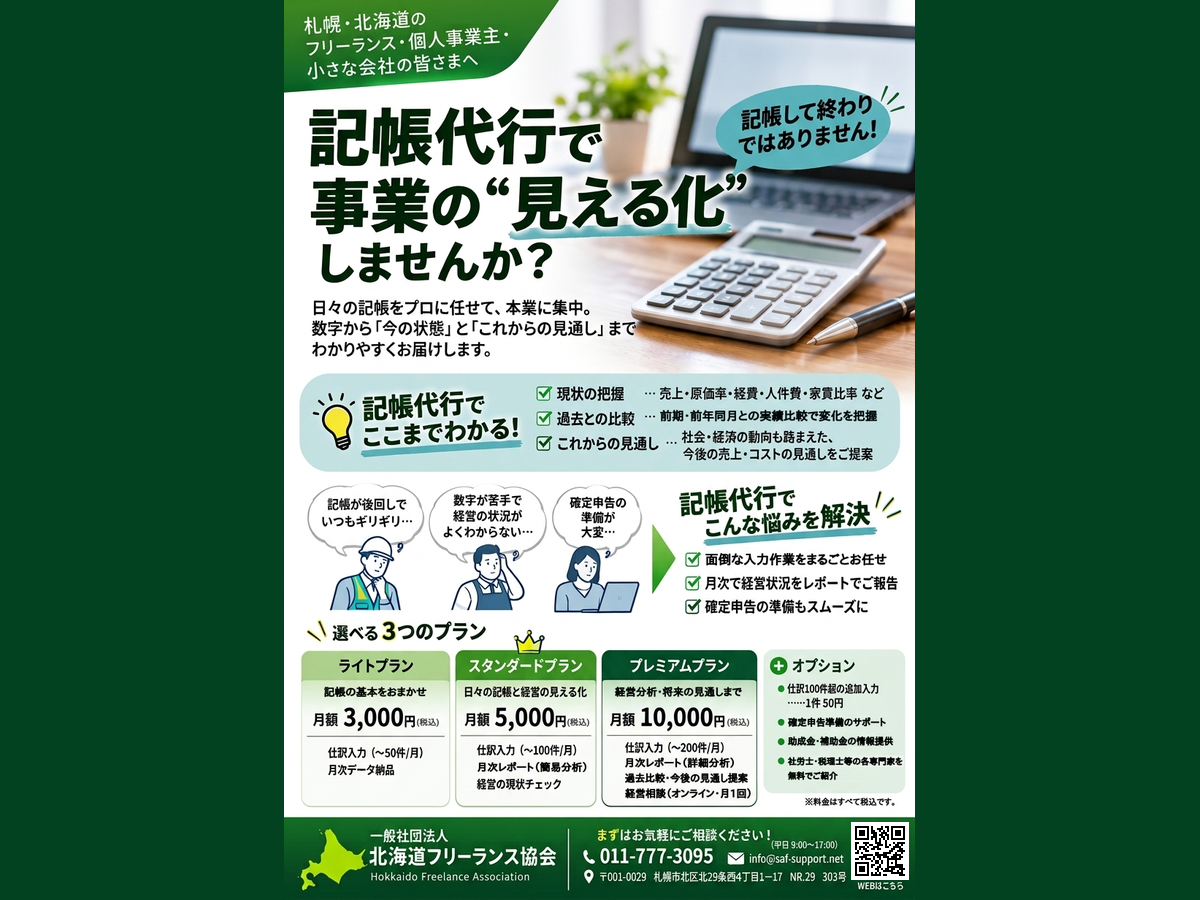 札幌・北海道の
フリーランス・個人事業主・
小さな会社の皆さまへ
記帳して終わり
ではありません!
記帳代行で
事業の“見える化”
しませんか？
日々の記帳をプロに任せて、本業に集中。
数字から「今の状態」と「これからの見通し」まで
わかりやすくお届けします。
記帳代行で
ここまでわかる!
現状の把握 … 売上・原価率・経費・人件費・家賃比率 など
過去との比較 … 前期・前年同月との実績比較で変化を把握
これからの見通し … 社会・経済の動向も踏まえた、
今後の売上・コストの見通しをご提案
記帳が後回しで
いつもギリギリ…
数字が苦手で
経営の状況が
よくわからない…
確定申告の
準備が
大変…
記帳代行で
こんな悩みを解決
面倒な入力作業をまるごとお任せ
月次で経営状況をレポートでご報告
確定申告の準備もスムーズに
選べる3つのプラン
ライトプラン
記帳の基本をおまかせ
月額 3,000円(税込)
仕訳入力（～50件/月）
月次データ納品
スタンダードプラン
日々の記帳と経営の見える化
月額 5,000円(税込)
仕訳入力（～100件/月）
月次レポート（簡易分析）
経営の現状チェック
プレミアムプラン
経営分析・将来の見通しまで
月額 10,000円(税込)
仕訳入力（～200件/月）
月次レポート（詳細分析）
過去比較・今後の見通し提案
経営相談（オンライン・月1回）
オプション
仕訳100件超の追加入力
……1件 50円
確定申告準備のサポート
助成金・補助金の情報提供
社労士・税理士等の各専門家を
無料でご紹介
※料金はすべて税込です。
一般社団法人
北海道フリーランス協会
Hokkaido Freelance Association
まずはお気軽にご相談ください！
（平日 9:00～17:00）
011-777-3095 info@saf-support.net
〒001-0029 札幌市北区北29条西4丁目1−17 NR.29 303号
WEBはこちら